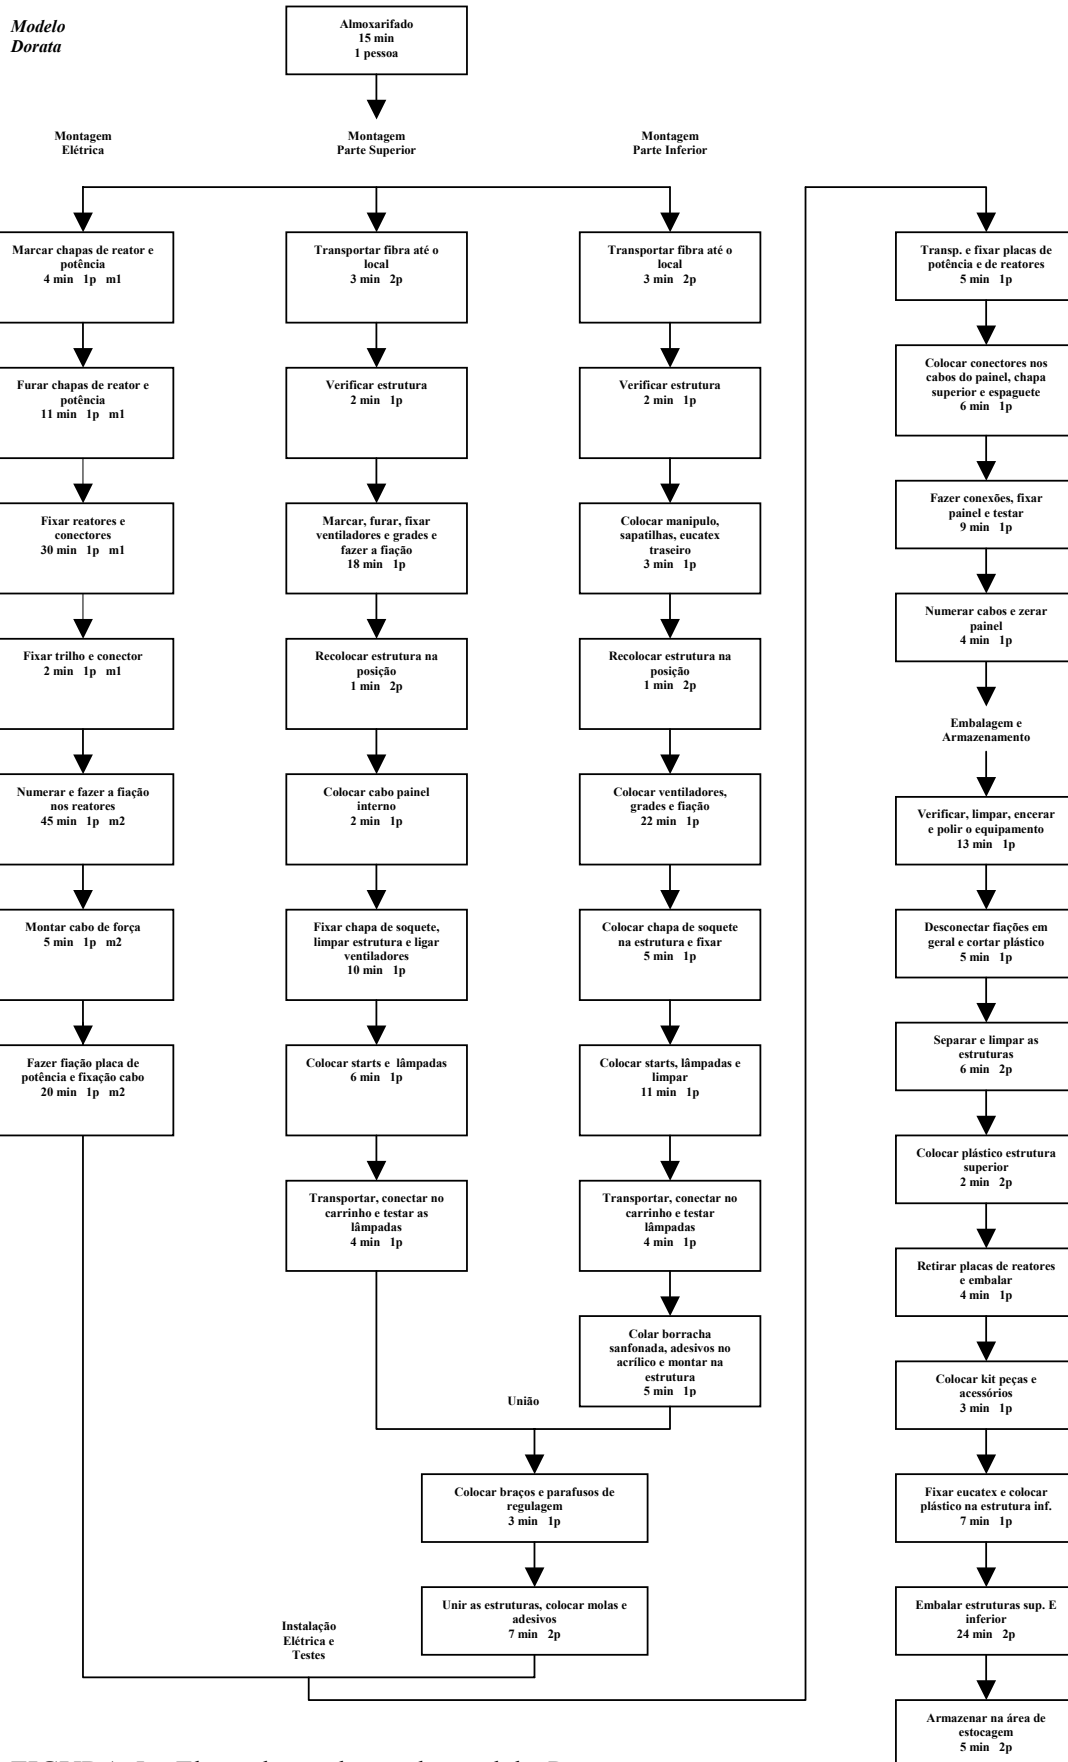 Modelo
Dorata
Almoxarifado
15 min
1 pessoa
Montagem
Elétrica
Montagem
Parte Superior
Montagem
Parte Inferior
Marcar chapas de reator e
potência
4 min 1p m1
Furar chapas de reator e
potência
11 min 1p m1
Fixar reatores e
conectores
30 min 1p m1
Fixar trilho e conector
2 min 1p m1
Numerar e fazer a fiação
nos reatores
45 min 1p m2
Montar cabo de força
5 min 1p m2
Fazer fiação placa de
potência e fixação cabo
20 min 1p m2
Transportar fibra até o
local
3 min 2p
Verificar estrutura
2 min 1p
Marcar, furar, fixar
ventiladores e grades e
fazer a fiação
18 min 1p
Recolocar estrutura na
posição
1 min 2p
Colocar cabo painel
interno
2 min 1p
Fixar chapa de soquete,
limpar estrutura e ligar
ventiladores
10 min 1p
Colocar starts e lâmpadas
6 min 1p
Transportar, conectar no
carrinho e testar as
lâmpadas
4 min 1p
Transportar fibra até o
local
3 min 2p
Verificar estrutura
2 min 1p
Colocar manipulo,
sapatilhas, eucatex
traseiro
3 min 1p
Recolocar estrutura na
posição
1 min 2p
Colocar ventiladores,
grades e fiação
22 min 1p
Colocar chapa de soquete
na estrutura e fixar
5 min 1p
Colocar starts, lâmpadas e
limpar
11 min 1p
Transportar, conectar no
carrinho e testar
lâmpadas
4 min 1p
Colar borracha
sanfonada, adesivos no
acrílico e montar na
estrutura
5 min 1p
União
Colocar braços e parafusos de
regulagem
3 min 1p
Unir as estruturas, colocar molas e
adesivos
7 min 2p
Instalação
Elétrica e
Testes
Transp. e fixar placas de
potência e de reatores
5 min 1p
Colocar conectores nos
cabos do painel, chapa
superior e espaguete
6 min 1p
Fazer conexões, fixar
painel e testar
9 min 1p
Numerar cabos e zerar
painel
4 min 1p
Embalagem e
Armazenamento
Verificar, limpar, encerar
e polir o equipamento
13 min 1p
Desconectar fiações em
geral e cortar plástico
5 min 1p
Separar e limpar as
estruturas
6 min 2p
Colocar plástico estrutura
superior
2 min 2p
Retirar placas de reatores
e embalar
4 min 1p
Colocar kit peças e
acessórios
3 min 1p
Fixar eucatex e colocar
plástico na estrutura inf.
7 min 1p
Embalar estruturas sup. E
inferior
24 min 2p
Armazenar na área de
estocagem
5 min 2p